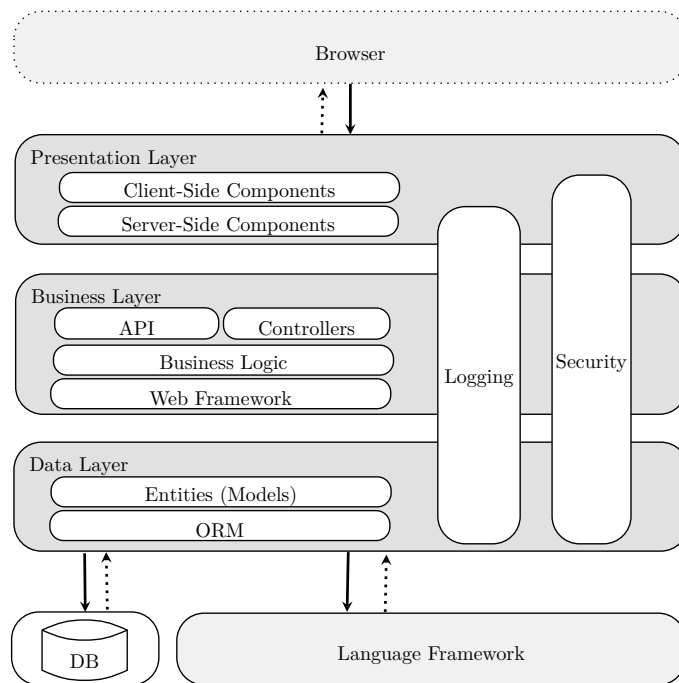 Browser
Presentation Layer
Client-Side Components
Server-Side Components
Business Layer
API
Controllers
Business Logic
Web Framework
Logging
Security
Data Layer
Entities (Models)
ORM
DB
Language Framework